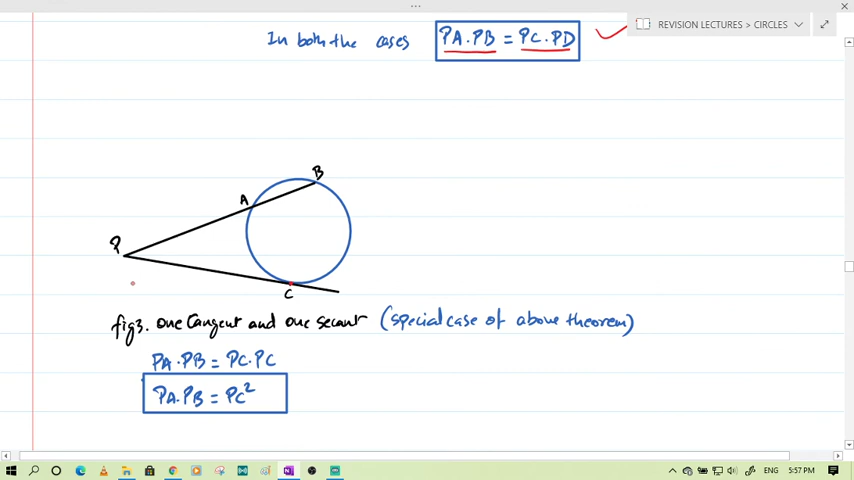 REVISION LECTURES > CIRCLES
In both the cases PA.PB = PC.PD
B
A
P
C
fig3. one Tangent and one secant (special case of above theorem)
PA.PB = PC.PC
PA.PB = PC²
ENG 5:57 PM